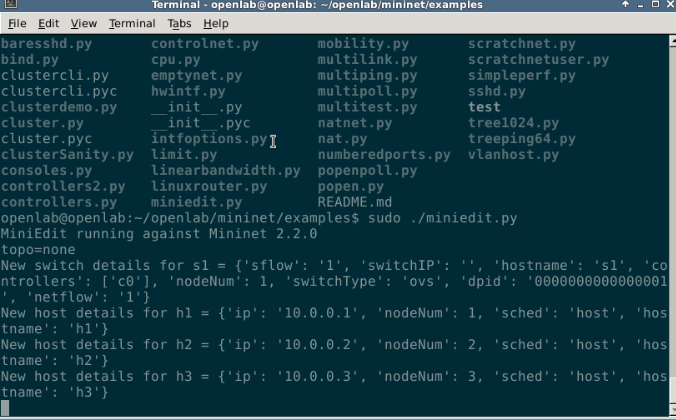 Terminal - openlab@openlab: ~/openlab/mininet/examples
File Edit View Terminal Tabs Help
baresshd.py controlnet.py mobility.py scratchnet.py
bind.py cpu.py multilink.py scratchnetuser.py
clustercli.py emptynet.py multiping.py simpleperf.py
clustercli.pyc hwintf.py multipoll.py sshd.py
clusterdemo.py __init__.py multitest.py test
cluster.py __init__.pyc natnet.py tree1024.py
cluster.pyc intfoptions.py nat.py treeping64.py
clusterSanity.py limit.py numberedports.py vlanhost.py
consoles.py linearbandwidth.py popenpoll.py
controllers2.py linuxrouter.py popen.py
controllers.py miniedit.py README.md
openlab@openlab:~/openlab/mininet/examples$ sudo ./miniedit.py
MiniEdit running against Mininet 2.2.0
topo=none
New switch details for s1 = {'sflow': '1', 'switchIP': '', 'hostname': 's1', 'co
ntrollers': ['c0'], 'nodeNum': 1, 'switchType': 'ovs', 'dpid': '0000000000000001
', 'netflow': '1'}
New host details for h1 = {'ip': '10.0.0.1', 'nodeNum': 1, 'sched': 'host', 'hos
tname': 'h1'}
New host details for h2 = {'ip': '10.0.0.2', 'nodeNum': 2, 'sched': 'host', 'hos
tname': 'h2'}
New host details for h3 = {'ip': '10.0.0.3', 'nodeNum': 3, 'sched': 'host', 'hos
tname': 'h3'}